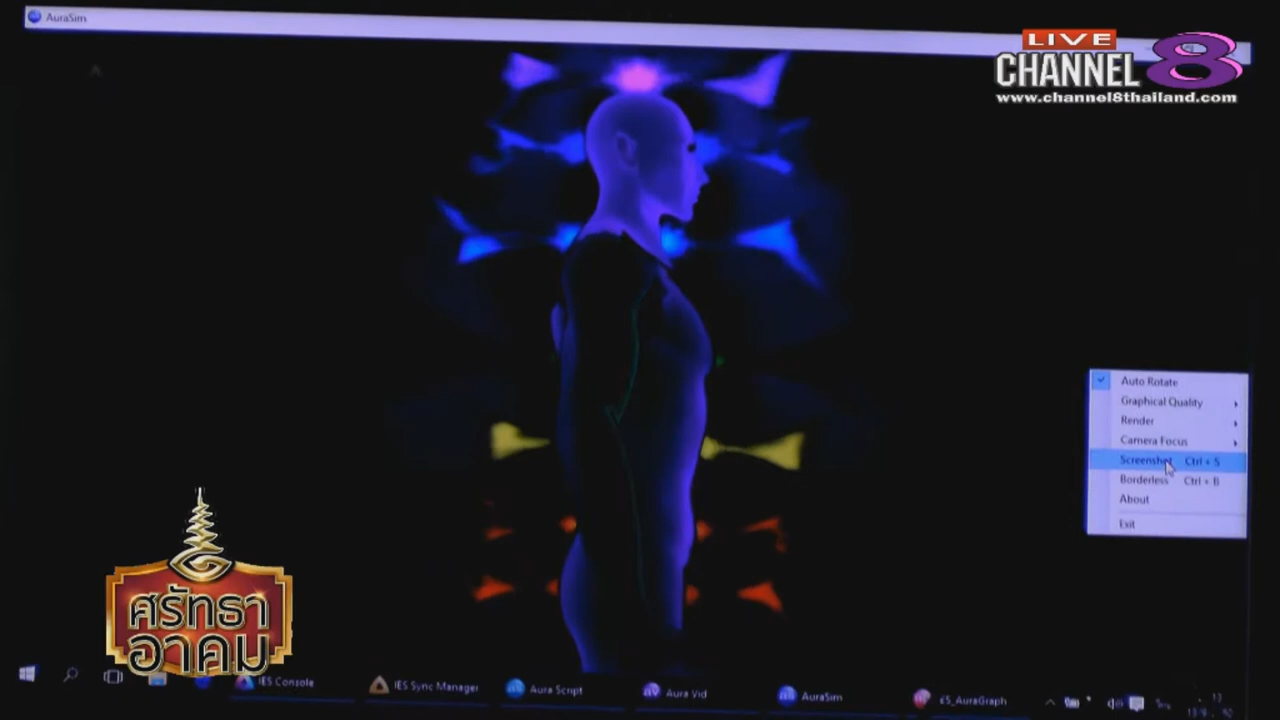 AuraSim
LIVE
CHANNEL 8
www.channel8thailand.com
Auto Rotate
Graphical Quality
Render
Camera Focus
Screenshot Ctrl + S
Borderless Ctrl + B
About
Exit
ศรัทธา
อาคม
IES Console
IES Sync Manager
Aura Script
Aura Vid
AuraSim
ES_AuraGraph